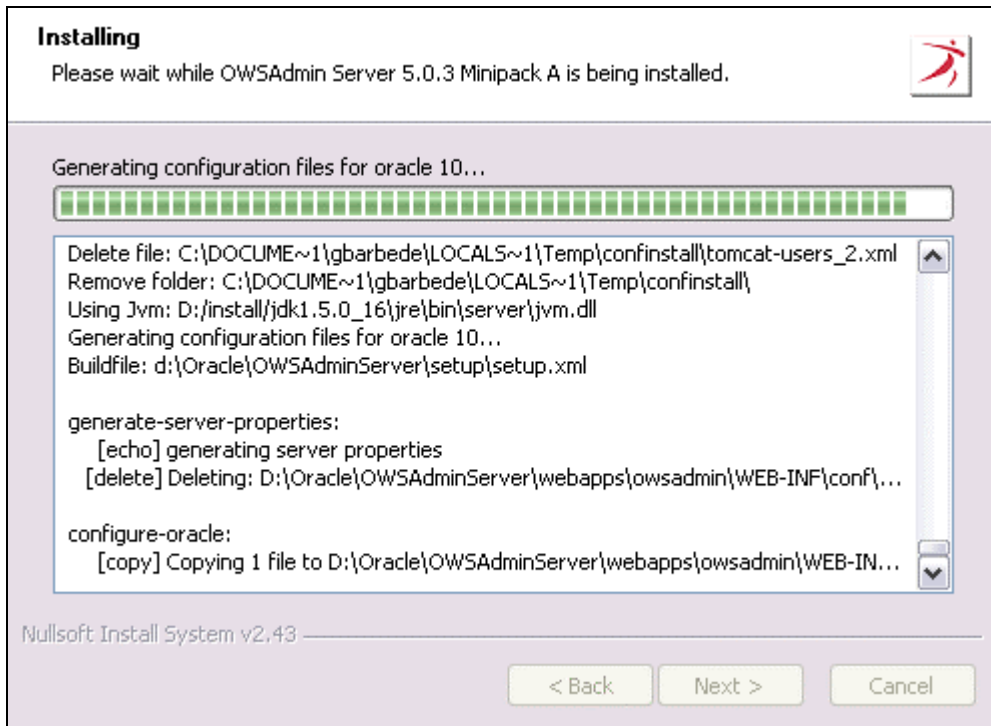 Installing
Please wait while OWSAdmin Server 5.0.3 Minipack A is being installed.
Generating configuration files for oracle 10...
Delete file: C:\DOCUME~1\gbarbede\LOCALS~1\Temp\confinstall\tomcat-users_2.xml
Remove folder: C:\DOCUME~1\gbarbede\LOCALS~1\Temp\confinstall\
Using Jvm: D:/install/jdk1.5.0_16\jre\bin\server\jvm.dll
Generating configuration files for oracle 10...
Buildfile: d:\Oracle\OWSAdminServer\setup\setup.xml
generate-server-properties:
[echo] generating server properties
[delete] Deleting: D:\Oracle\OWSAdminServer\webapps\owsadmin\WEB-INF\conf\...
configure-oracle:
[copy] Copying 1 file to D:\Oracle\OWSAdminServer\webapps\owsadmin\WEB-IN...
Nullsoft Install System v2.43
< Back Next > Cancel